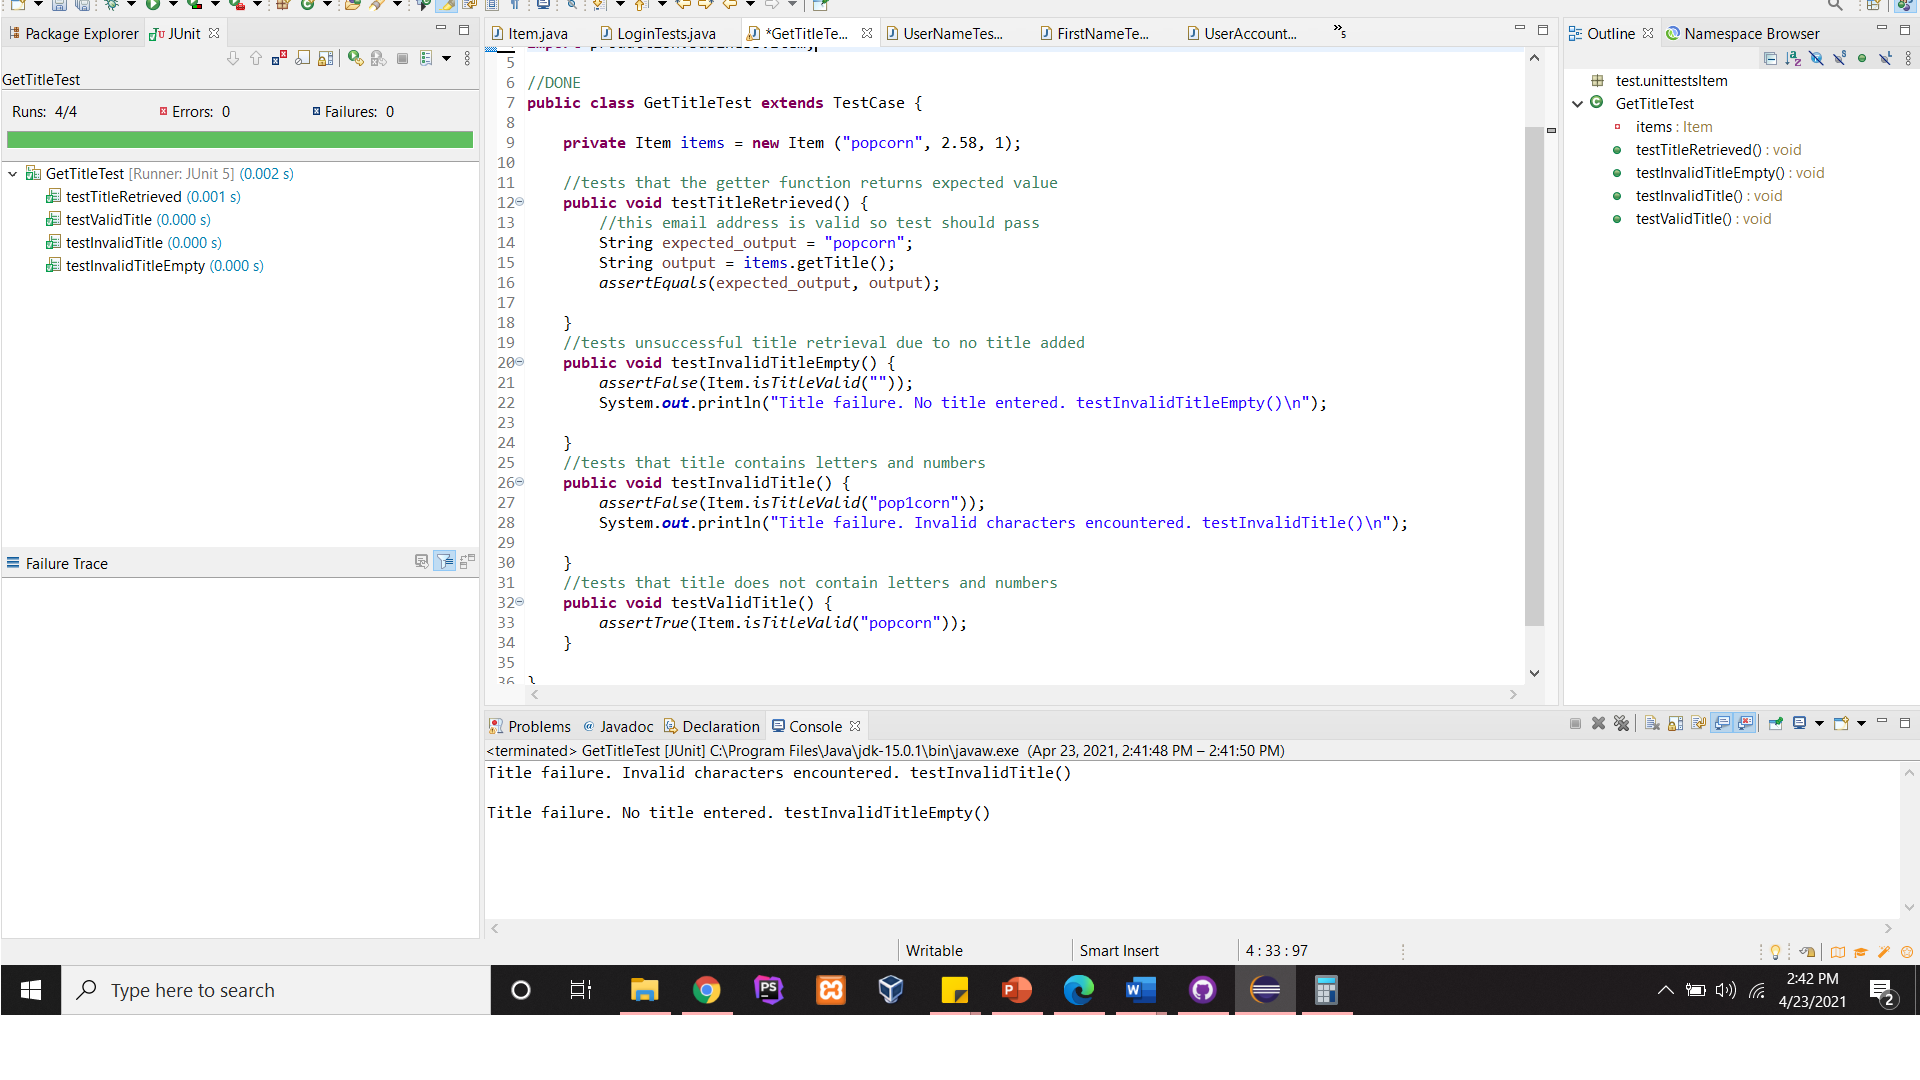 Package Explorer
JUnit
GetTitleTest
Runs: 4/4
Errors: 0
Failures: 0
GetTitleTest [Runner: JUnit 5] (0.002 s)
testTitleRetrieved (0.001 s)
testValidTitle (0.000 s)
testInvalidTitle (0.000 s)
testInvalidTitleEmpty (0.000 s)
Failure Trace
Item.java
LoginTests.java
*GetTitleTe...
UserNameTes...
FirstNameTe...
UserAccount...
»5
5
6 //DONE
7 public class GetTitleTest extends TestCase {
8
9 private Item items = new Item ("popcorn", 2.58, 1);
10
11 //tests that the getter function returns expected value
12 public void testTitleRetrieved() {
13 //this email address is valid so test should pass
14 String expected_output = "popcorn";
15 String output = items.getTitle();
16 assertEquals(expected_output, output);
17
18 }
19 //tests unsuccessful title retrieval due to no title added
20 public void testInvalidTitleEmpty() {
21 assertFalse(Item.isTitleValid(""));
22 System.out.println("Title failure. No title entered. testInvalidTitleEmpty()\n");
23
24 }
25 //tests that title contains letters and numbers
26 public void testInvalidTitle() {
27 assertFalse(Item.isTitleValid("pop1corn"));
28 System.out.println("Title failure. Invalid characters encountered. testInvalidTitle()\n");
29
30 }
31 //tests that title does not contain letters and numbers
32 public void testValidTitle() {
33 assertTrue(Item.isTitleValid("popcorn"));
34 }
35
36 }
Outline
Namespace Browser
test.unittestsItem
GetTitleTest
items : Item
testTitleRetrieved() : void
testInvalidTitleEmpty() : void
testInvalidTitle() : void
testValidTitle() : void
Problems
@ Javadoc
Declaration
Console
<terminated> GetTitleTest [JUnit] C:\Program Files\Java\jdk-15.0.1\bin\javaw.exe (Apr 23, 2021, 2:41:48 PM – 2:41:50 PM)
Title failure. Invalid characters encountered. testInvalidTitle()
Title failure. No title entered. testInvalidTitleEmpty()
Writable
Smart Insert
4 : 33 : 97
Type here to search
2:42 PM
4/23/2021
2